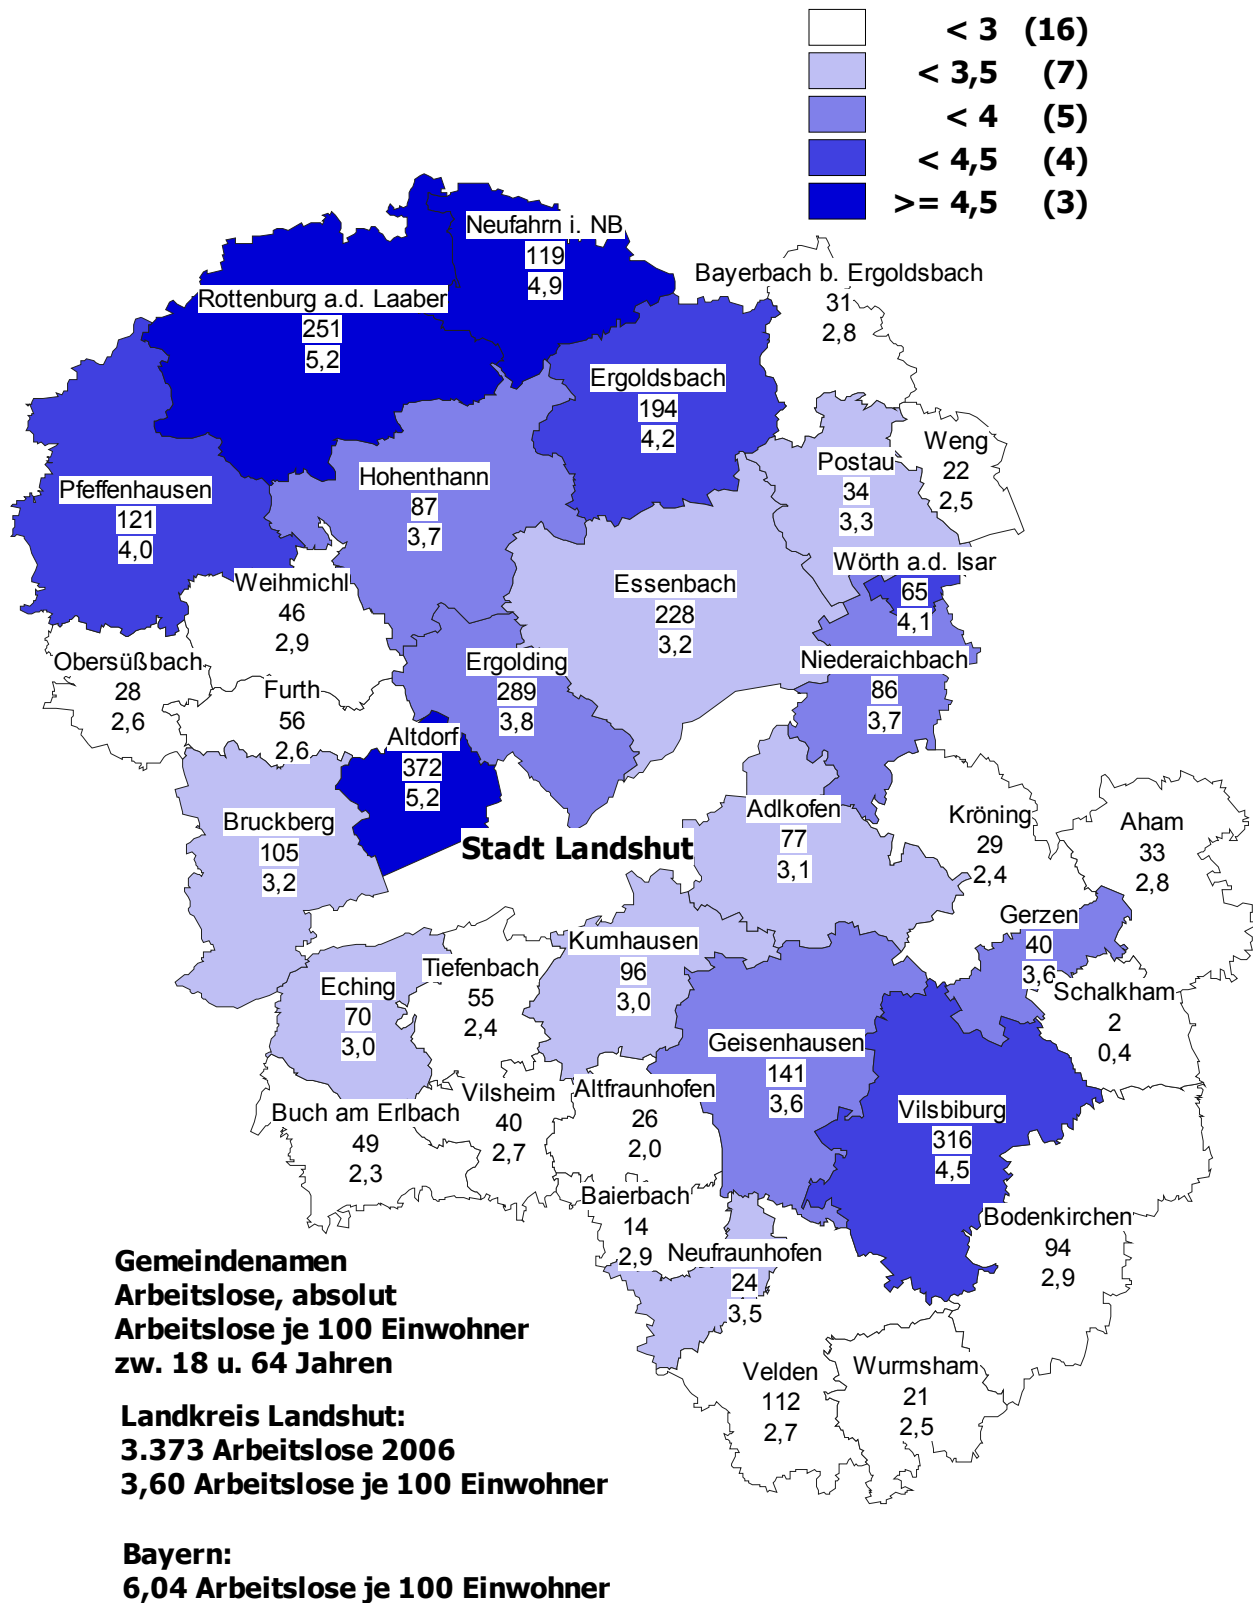 < 3 (16)
< 3,5 (7)
< 4 (5)
< 4,5 (4)
>= 4,5 (3)
Neufahrn i. NB
119
4,9
Bayerbach b. Ergoldsbach
31
2,8
Rottenburg a.d. Laaber
251
5,2
Ergoldsbach
194
4,2
Weng
22
2,5
Postau
34
3,3
Hohenthann
87
3,7
Pfeffenhausen
121
4,0
Wörth a.d. Isar
65
4,1
Weihmichl
46
2,9
Essenbach
228
3,2
Obersüßbach
28
2,6
Ergolding
289
3,8
Niederaichbach
86
3,7
Furth
56
2,6
Altdorf
372
5,2
Bruckberg
105
3,2
Stadt Landshut
Adlkofen
77
3,1
Kröning
29
2,4
Aham
33
2,8
Gerzen
40
3,6
Kumhausen
96
3,0
Tiefenbach
55
2,4
Eching
70
3,0
Schalkham
2
0,4
Geisenhausen
141
3,6
Vilsheim
40
2,7
Altfraunhofen
26
2,0
Buch am Erlbach
49
2,3
Vilsbiburg
316
4,5
Baierbach
14
2,9
Bodenkirchen
94
2,9
Neufraunhofen
24
3,5
Velden
112
2,7
Wurmsham
21
2,5
Gemeindenamen
Arbeitslose, absolut
Arbeitslose je 100 Einwohner
zw. 18 u. 64 Jahren
Landkreis Landshut:
3.373 Arbeitslose 2006
3,60 Arbeitslose je 100 Einwohner
Bayern:
6,04 Arbeitslose je 100 Einwohner